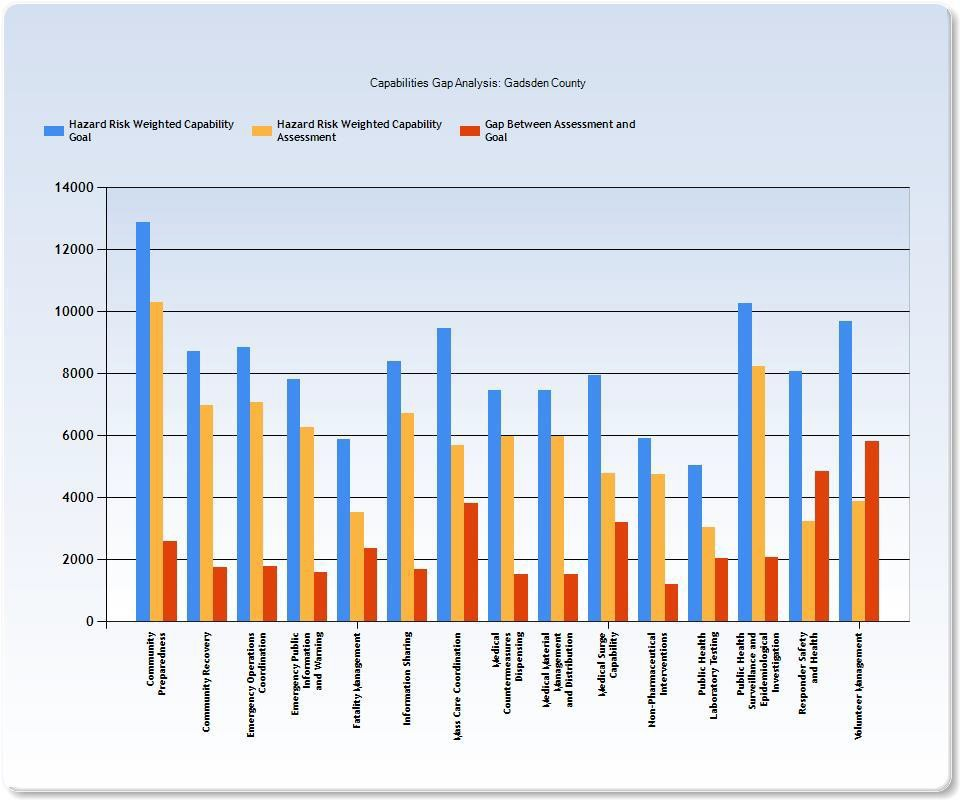 Capabilities Gap Analysis: Gadsden County
Hazard Risk Weighted Capability
Goal
Hazard Risk Weighted Capability
Assessment
Gap Between Assessment and
Goal
14000
12000
10000
8000
6000
4000
2000
0
Community
Preparedness
Community Recovery
Emergency Operations
Coordination
Emergency Public
Information
and Warning
Fatality Management
Information Sharing
Mass Care Coordination
Medical
Countermeasures
Dispensing
Medical Material
Management
and Distribution
Medical Surge
Capability
Non-Pharmaceutical
Interventions
Public Health
Laboratory Testing
Public Health
Surveillance and
Epidemiological
Investigation
Responder Safety
and Health
Volunteer Management